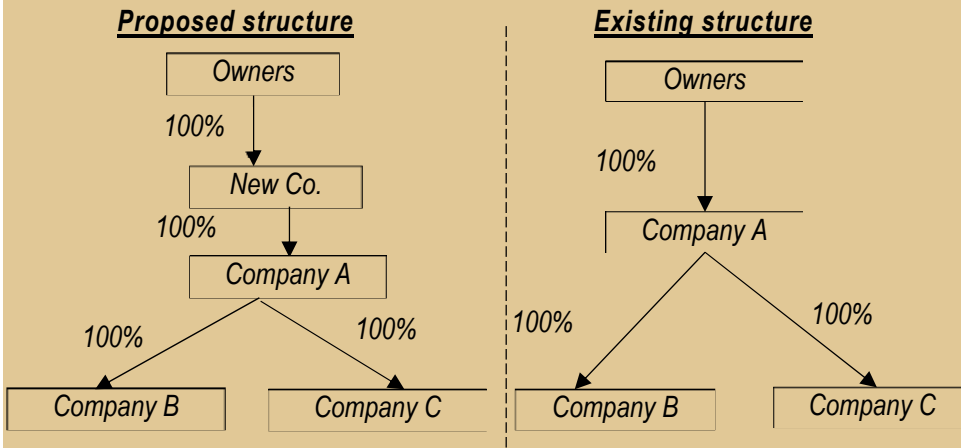 Proposed structure
Owners
100%
New Co.
100%
Company A
100%
100%
Company B
Company C
Existing structure
Owners
100%
Company A
100%
100%
Company B
Company C